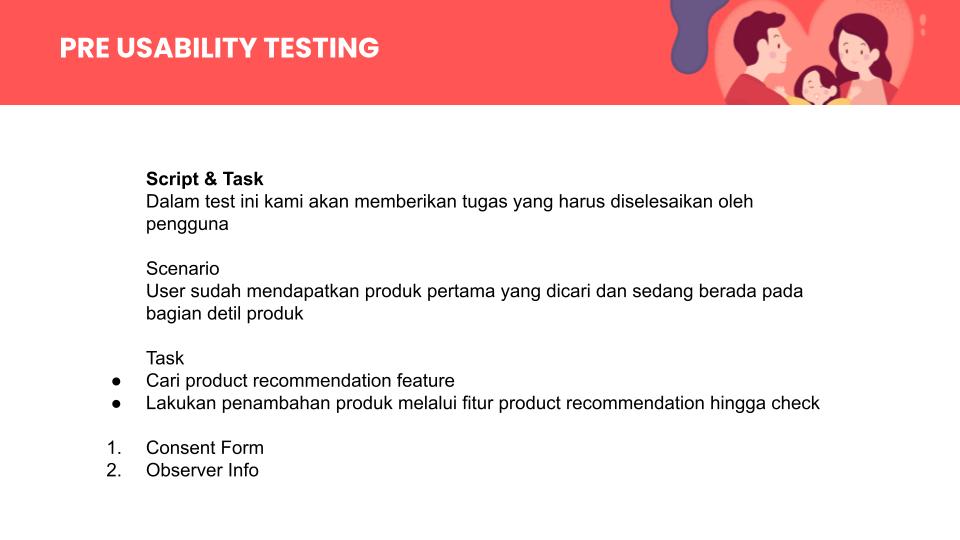 PRE USABILITY TESTING
Script & Task
Dalam test ini kami akan memberikan tugas yang harus diselesaikan oleh
pengguna
Scenario
User sudah mendapatkan produk pertama yang dicari dan sedang berada pada
bagian detil produk
Task
● Cari product recommendation feature
● Lakukan penambahan produk melalui fitur product recommendation hingga check
1. Consent Form
2. Observer Info